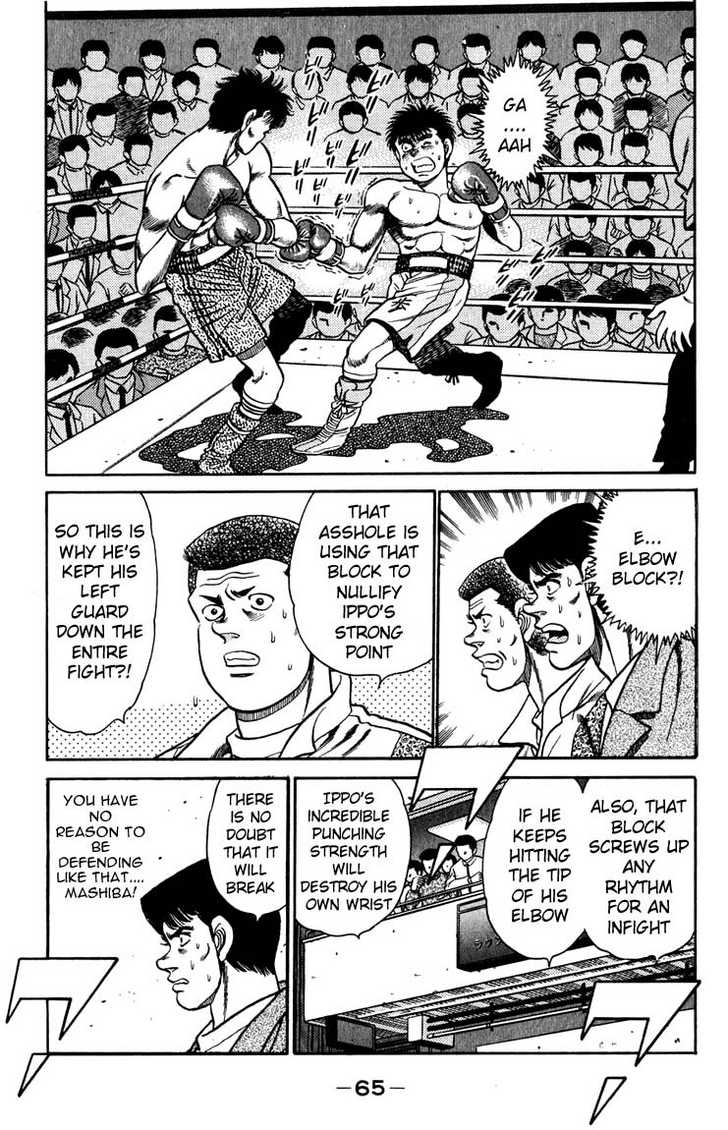 GA
....
AAH
E...
ELBOW
BLOCK?!
THAT
ASSHOLE IS
USING THAT
BLOCK TO
NULLIFY
IPPO'S
STRONG
POINT
SO THIS IS
WHY HE'S
KEPT HIS
LEFT
GUARD
DOWN THE
ENTIRE
FIGHT?!
ALSO, THAT
BLOCK
SCREWS UP
ANY
RHYTHM
FOR AN
INFIGHT
IF HE
KEEPS
HITTING
THE TIP
OF HIS
ELBOW
IPPO'S
INCREDIBLE
PUNCHING
STRENGTH
WILL
DESTROY HIS
OWN WRIST
THERE
IS NO
DOUBT
THAT IT
WILL
BREAK
YOU HAVE
NO
REASON TO
BE
DEFENDING
LIKE THAT....
MASHIBA!
–65–